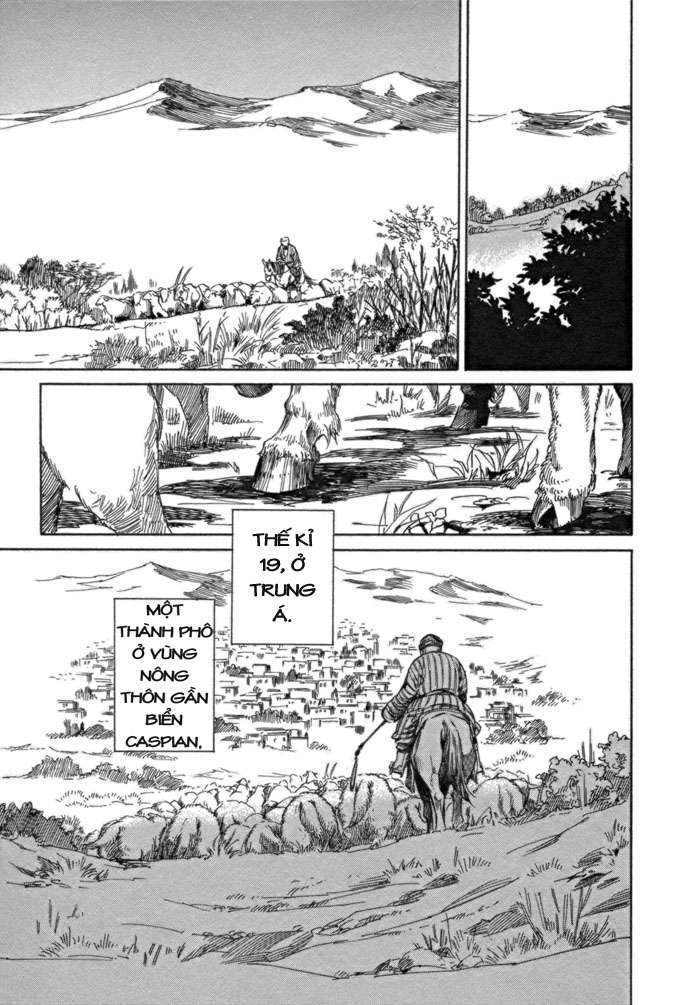 THẾ KỈ
19, Ở
TRUNG
Á.
MỘT
THÀNH PHỐ
Ở VÙNG
NÔNG
THÔN GẦN
BIỂN
CASPIAN.